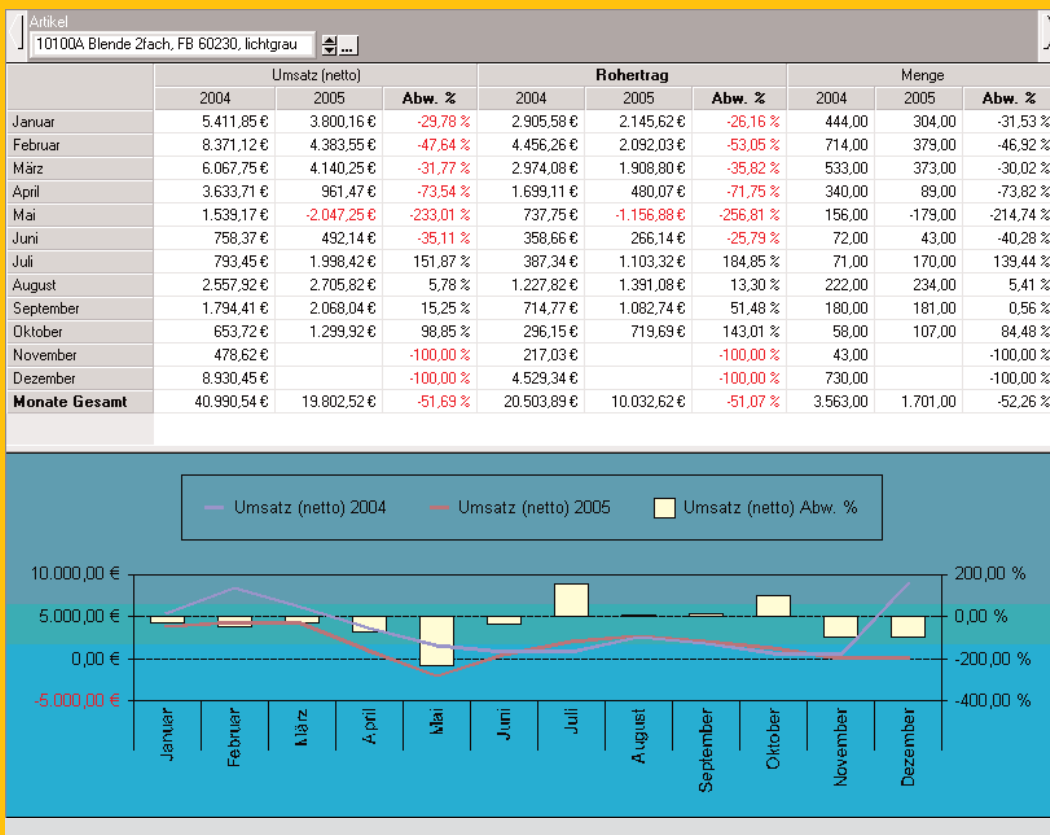 Artikel
10100A Blende 2fach, FB 60230, lichtgrau ...
Umsatz (netto) Rohertrag Menge
2004 2005 Abw. % 2004 2005 Abw. % 2004 2005 Abw. %
Januar 5.411,85 € 3.800,16 € -29,78 % 2.905,58 € 2.145,62 € -26,16 % 444,00 304,00 -31,53 %
Februar 8.371,12 € 4.383,55 € -47,64 % 4.456,26 € 2.092,03 € -53,05 % 714,00 379,00 -46,92 %
März 6.067,75 € 4.140,25 € -31,77 % 2.974,08 € 1.908,80 € -35,82 % 533,00 373,00 -30,02 %
April 3.633,71 € 961,47 € -73,54 % 1.699,11 € 480,07 € -71,75 % 340,00 89,00 -73,82 %
Mai 1.539,17 € -2.047,25 € -233,01 % 737,75 € -1.156,88 € -256,81 % 156,00 -179,00 -214,74 %
Juni 758,37 € 492,14 € -35,11 % 358,66 € 266,14 € -25,79 % 72,00 43,00 -40,28 %
Juli 793,45 € 1.998,42 € 151,87 % 387,34 € 1.103,32 € 184,85 % 71,00 170,00 139,44 %
August 2.557,92 € 2.705,82 € 5,78 % 1.227,82 € 1.391,08 € 13,30 % 222,00 234,00 5,41 %
September 1.794,41 € 2.068,04 € 15,25 % 714,77 € 1.082,74 € 51,48 % 180,00 181,00 0,56 %
Oktober 653,72 € 1.299,92 € 98,85 % 296,15 € 719,69 € 143,01 % 58,00 107,00 84,48 %
November 478,62 € -100,00 % 217,03 € -100,00 % 43,00 -100,00 %
Dezember 8.930,45 € -100,00 % 4.529,34 € -100,00 % 730,00 -100,00 %
Monate Gesamt 40.990,54 € 19.802,52 € -51,69 % 20.503,89 € 10.032,62 € -51,07 % 3.563,00 1.701,00 -52,26 %
Umsatz (netto) 2004 Umsatz (netto) 2005 Umsatz (netto) Abw. %
10.000,00 € 200,00 %
5.000,00 € 0,00 %
0,00 € -200,00 %
-5.000,00 € -400,00 %
Januar
Februar
März
April
Mai
Juni
Juli
August
September
Oktober
November
Dezember